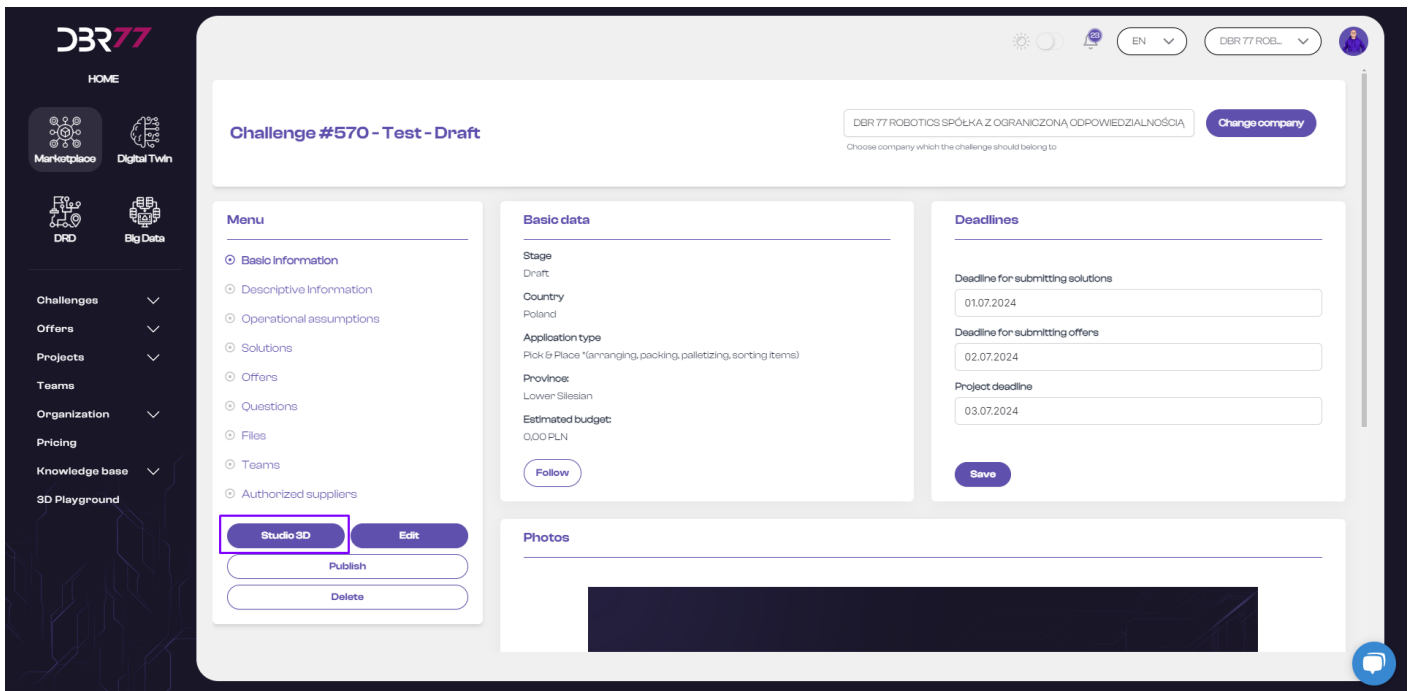 DBR77
HOME
Marketplace
Digital Twin
DRD
Big Data
Challenges
Offers
Projects
Teams
Organization
Pricing
Knowledge base
3D Playground
23
EN
DBR 77 ROB...
Challenge #570 - Test - Draft
DBR 77 ROBOTICS SPÓŁKA Z OGRANICZONĄ ODPOWIEDZIALNOŚCIĄ
Change company
Choose company which the challenge should belong to
Menu
Basic information
Descriptive Information
Operational assumptions
Solutions
Offers
Questions
Files
Teams
Authorized suppliers
Studio 3D
Edit
Publish
Delete
Basic data
Stage
Draft
Country
Poland
Application type
Pick & Place "(arranging, packing, palletizing, sorting items)
Province:
Lower Silesian
Estimated budget:
0,00 PLN
Follow
Deadlines
Deadline for submitting solutions
01.07.2024
Deadline for submitting offers
02.07.2024
Project deadline
03.07.2024
Save
Photos